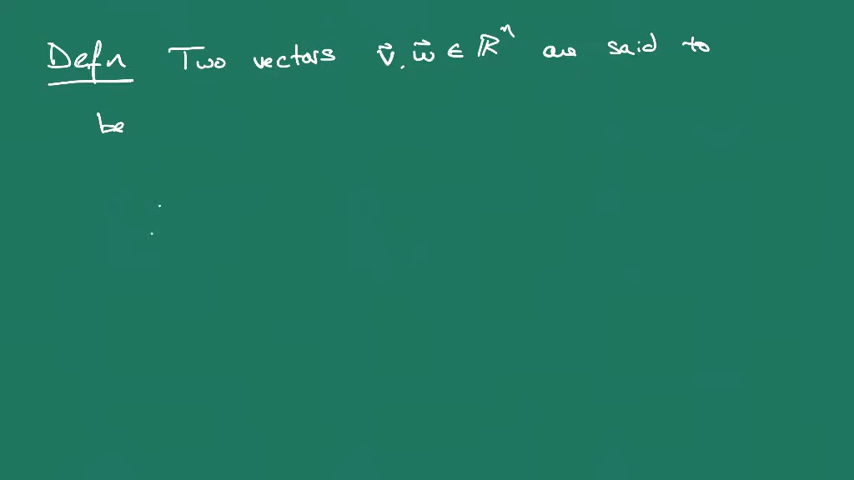 Defn Two vectors v⃗, w⃗ ∈ ℝⁿ are said to
be